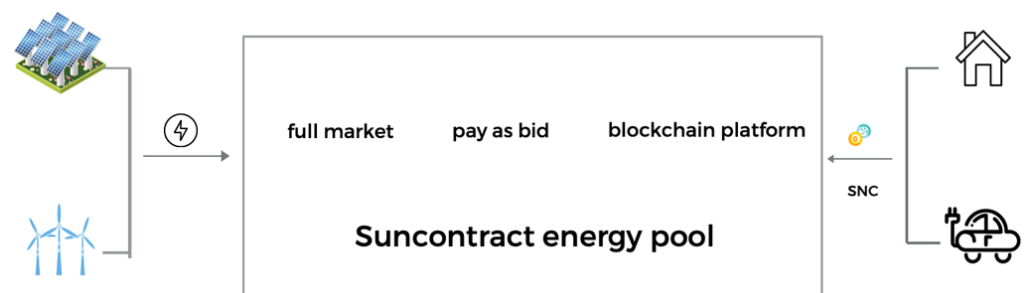 full market
pay as bid
blockchain platform
SNC
Suncontract energy pool